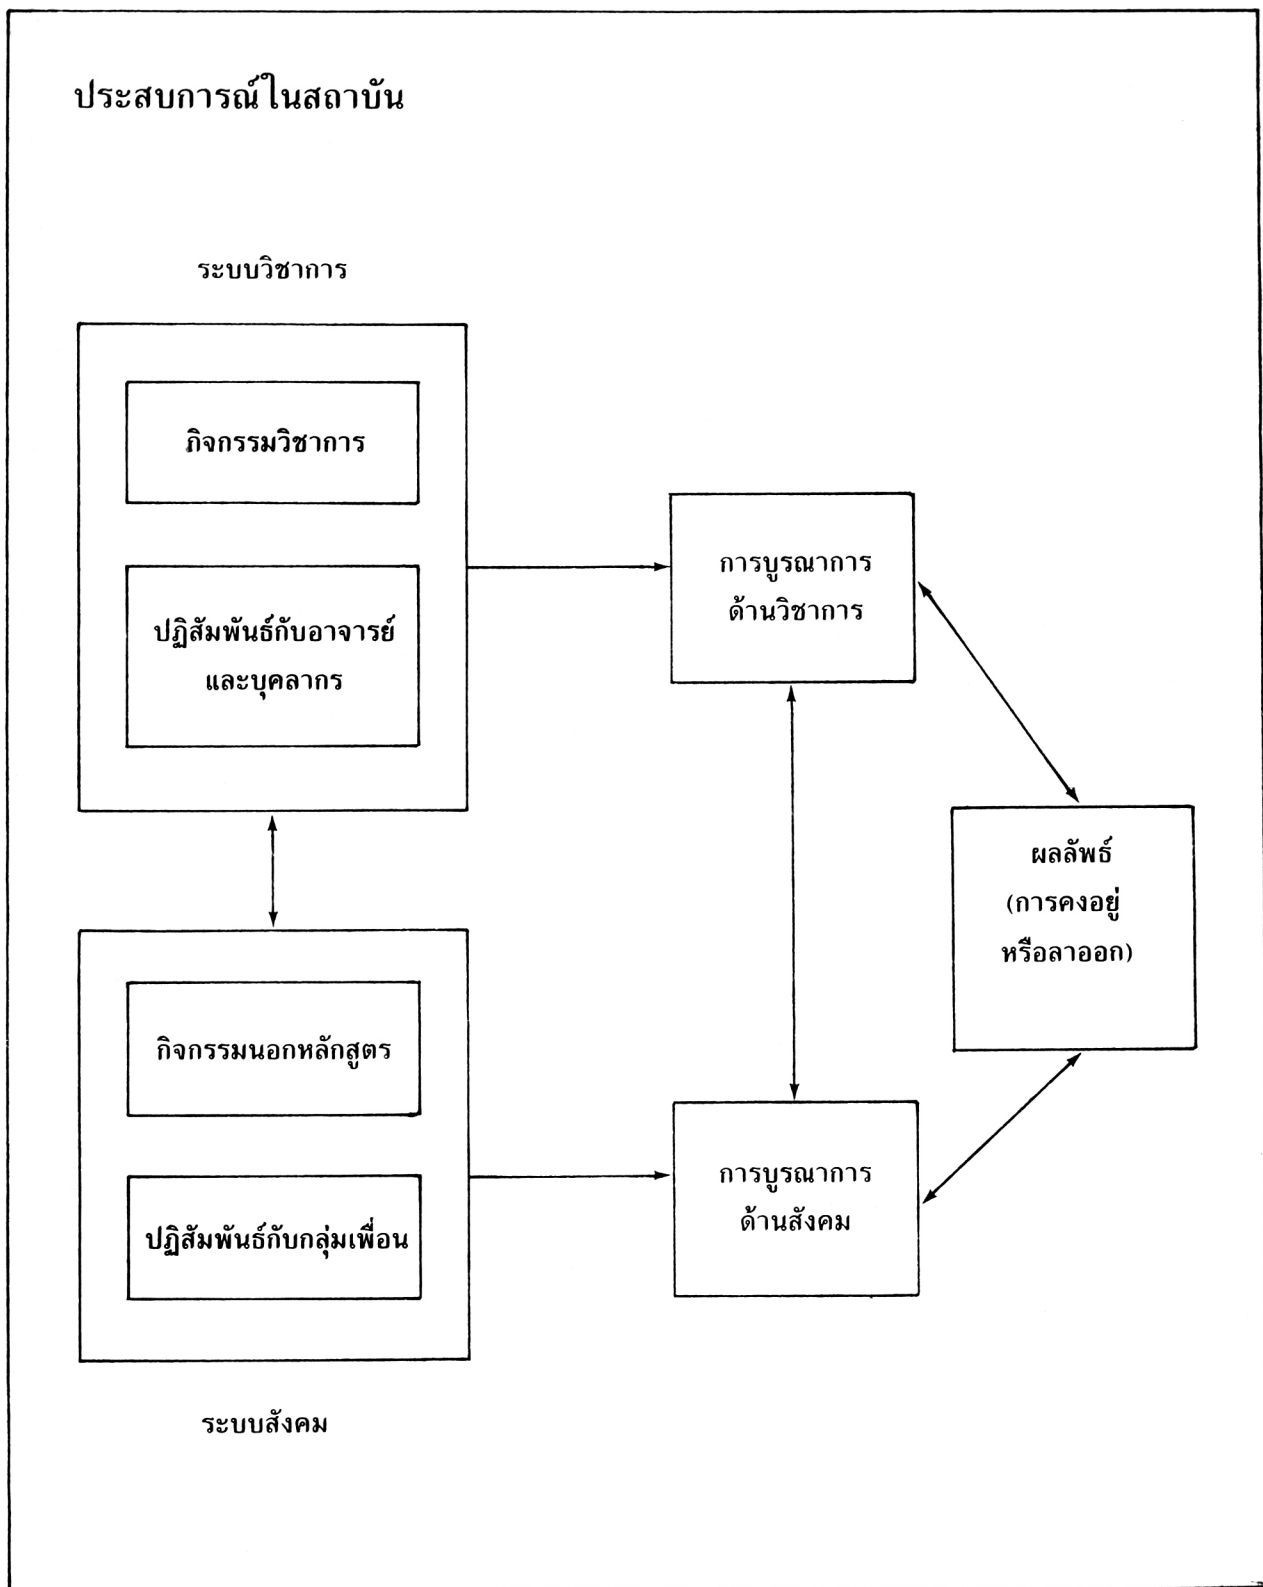 ประสบการณ์ในสถาบัน
ระบบวิชาการ
กิจกรรมวิชาการ
ปฏิสัมพันธ์กับอาจารย์
และบุคลากร
การบูรณาการ
ด้านวิชาการ
ผลลัพธ์
(การคงอยู่
หรือลาออก)
กิจกรรมนอกหลักสูตร
ปฏิสัมพันธ์กับกลุ่มเพื่อน
การบูรณาการ
ด้านสังคม
ระบบสังคม